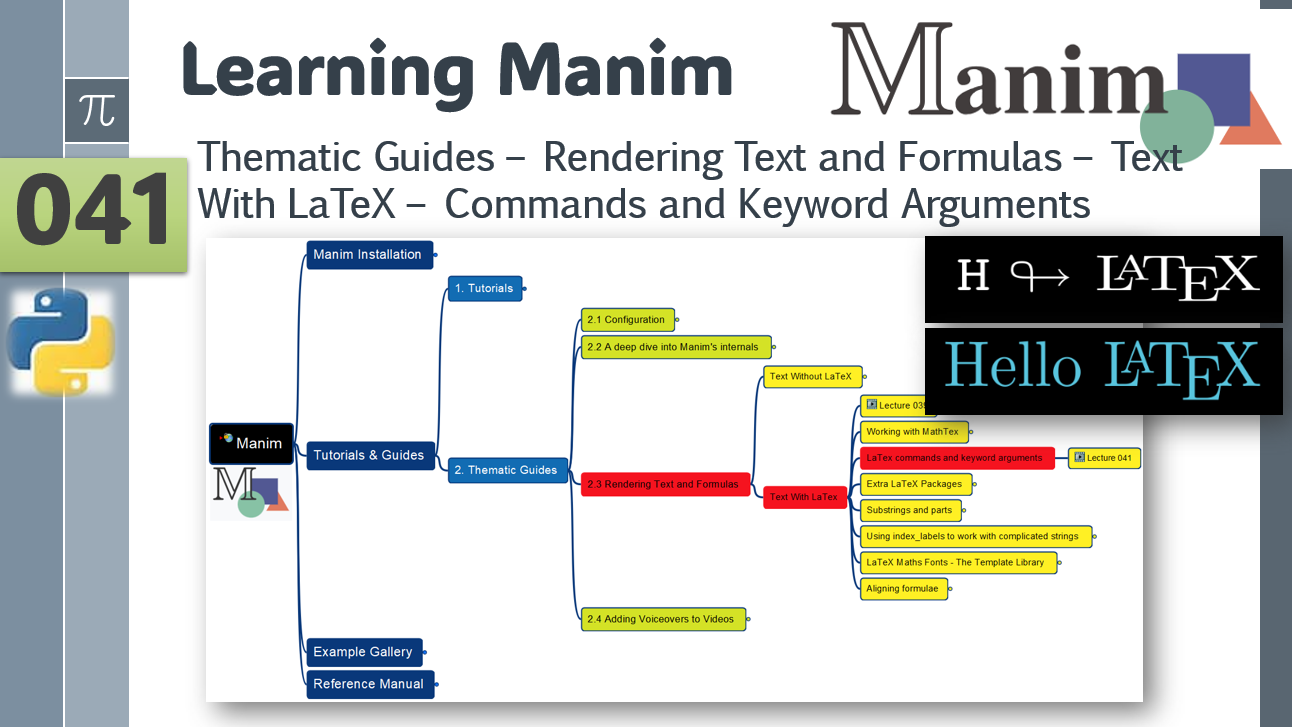 Learning Manim
Manim
π
041
Thematic Guides – Rendering Text and Formulas – Text
With LaTeX – Commands and Keyword Arguments
Manim Installation
1. Tutorials
2.1 Configuration
2.2 A deep dive into Manim's internals
Text Without LaTeX
H ↪ LATEX
Hello LATEX
Lecture
Working with MathTex
LaTex commands and keyword arguments
Lecture 041
Manim
Manim
Tutorials & Guides
2. Thematic Guides
2.3 Rendering Text and Formulas
Text With LaTex
Extra LaTeX Packages
Substrings and parts
Using index_labels to work with complicated strings
LaTeX Maths Fonts - The Template Library
Aligning formulae
2.4 Adding Voiceovers to Videos
Example Gallery
Reference Manual